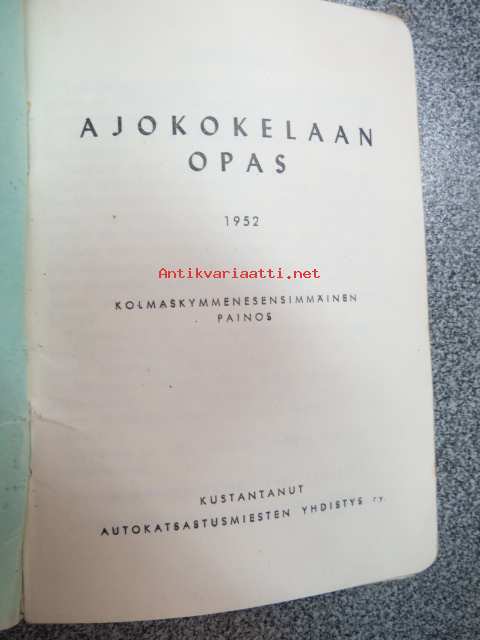 AJOKOKELAAN
OPAS
1952
Antikvariaatti.net
KOLMASKYMMENESENSIMMÄINEN
PAINOS
KUSTANTANUT
AUTOKATSASTUSMIESTEN YHDISTYS r.y.